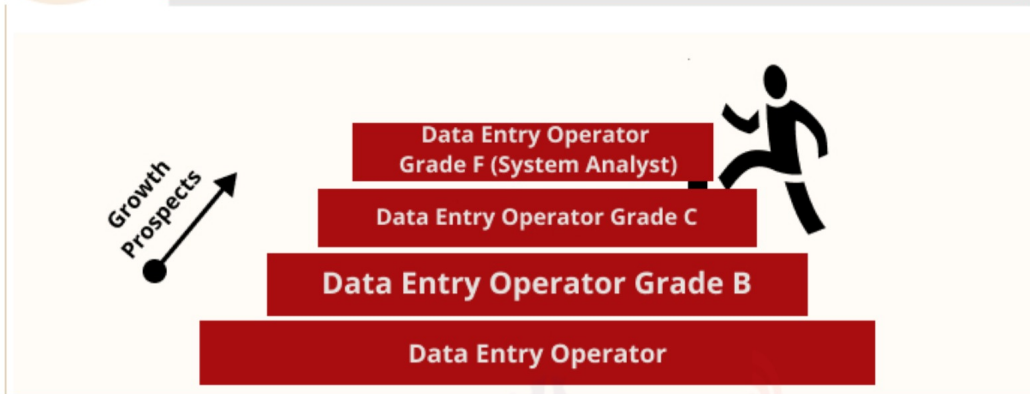 Growth
Prospects
Data Entry Operator
Grade F (System Analyst)
Data Entry Operator Grade C
Data Entry Operator Grade B
Data Entry Operator